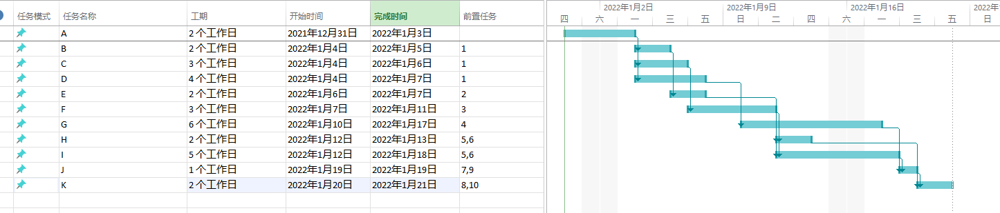 2022年1月2日 2022年1月9日 2022年1月16日 2022年1
任务模式 任务名称 工期 开始时间 完成时间 前置任务 四 六 一 三 五 日 二 四 六 一 三 五 日
A 2 个工作日 2021年12月31日 2022年1月3日
B 2 个工作日 2022年1月4日 2022年1月5日 1
C 3 个工作日 2022年1月4日 2022年1月6日 1
D 4 个工作日 2022年1月4日 2022年1月7日 1
E 2 个工作日 2022年1月6日 2022年1月7日 2
F 3 个工作日 2022年1月7日 2022年1月11日 3
G 6 个工作日 2022年1月10日 2022年1月17日 4
H 2 个工作日 2022年1月12日 2022年1月13日 5,6
I 5 个工作日 2022年1月12日 2022年1月18日 5,6
J 1 个工作日 2022年1月19日 2022年1月19日 7,9
K 2 个工作日 2022年1月20日 2022年1月21日 8,10